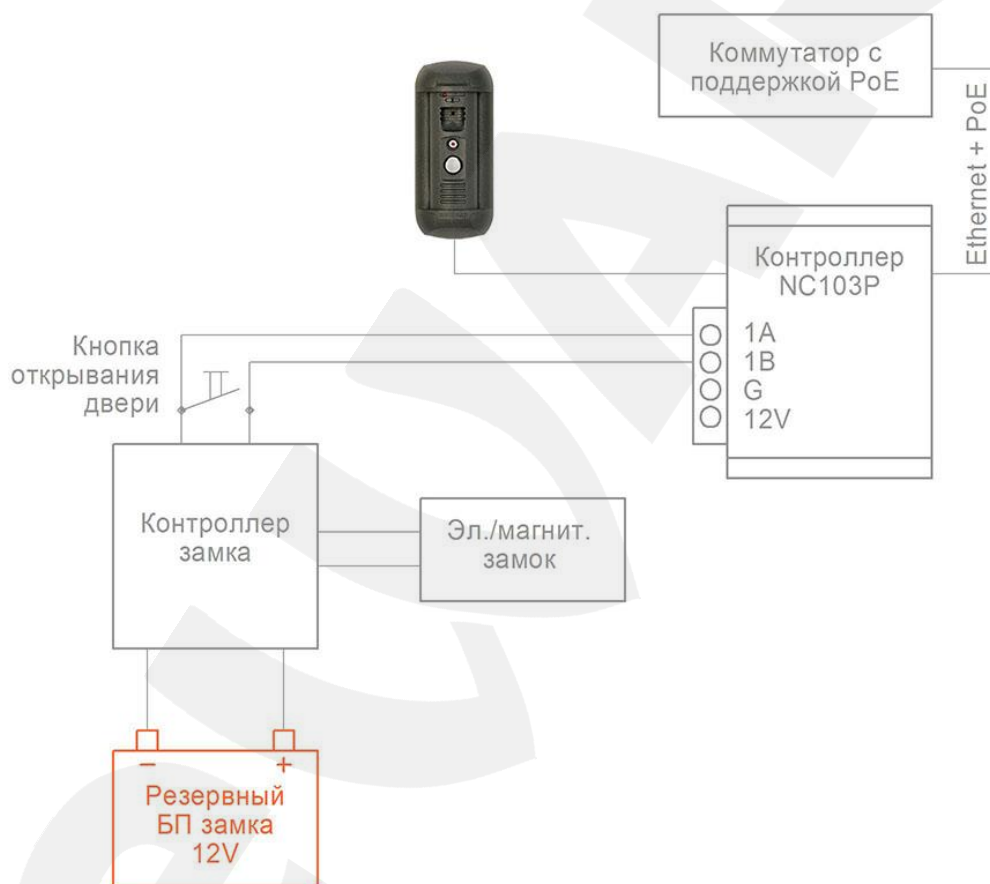 Коммутатор с
поддержкой PoE
Ethernet + PoE
Контроллер
NC103P
1A
1B
G
12V
Кнопка
открывания
двери
Контроллер
замка
Эл./магнит.
замок
– +
Резервный
БП замка
12V